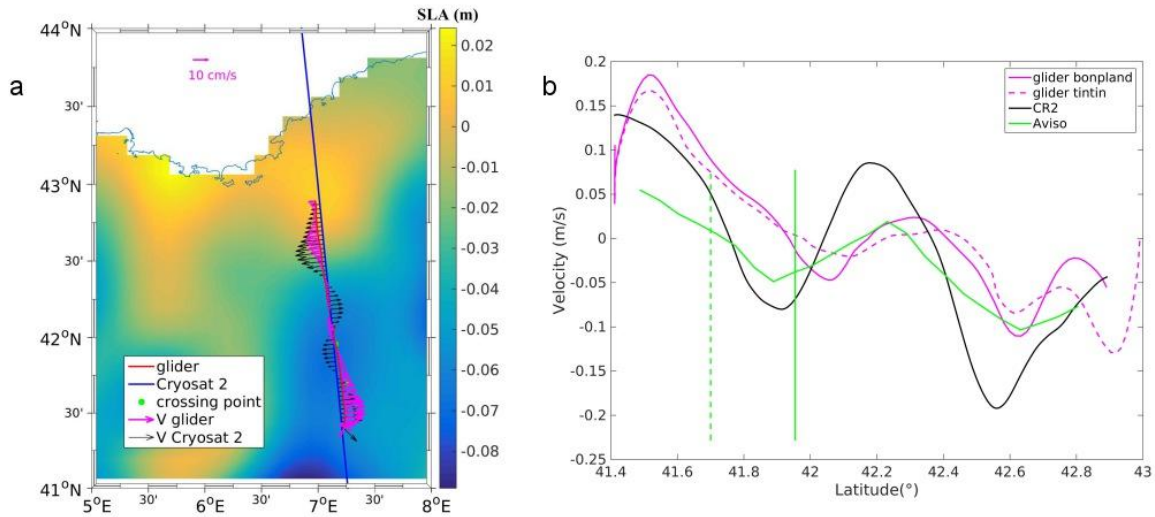 a
SLA (m)
44°N
30'
43°N
30'
42°N
30'
41°N
5°E
30'
6°E
30'
7°E
30'
8°E
10 cm/s
glider
Cryosat 2
crossing point
V glider
V Cryosat 2
0.02
0.01
0
-0.01
-0.02
-0.03
-0.04
-0.05
-0.06
-0.07
-0.08
b
glider bonpland
glider tintin
CR2
Aviso
Velocity (m/s)
0.2
0.15
0.1
0.05
0
-0.05
-0.1
-0.15
-0.2
-0.25
41.4
41.6
41.8
42
42.2
42.4
42.6
42.8
43
Latitude(°)